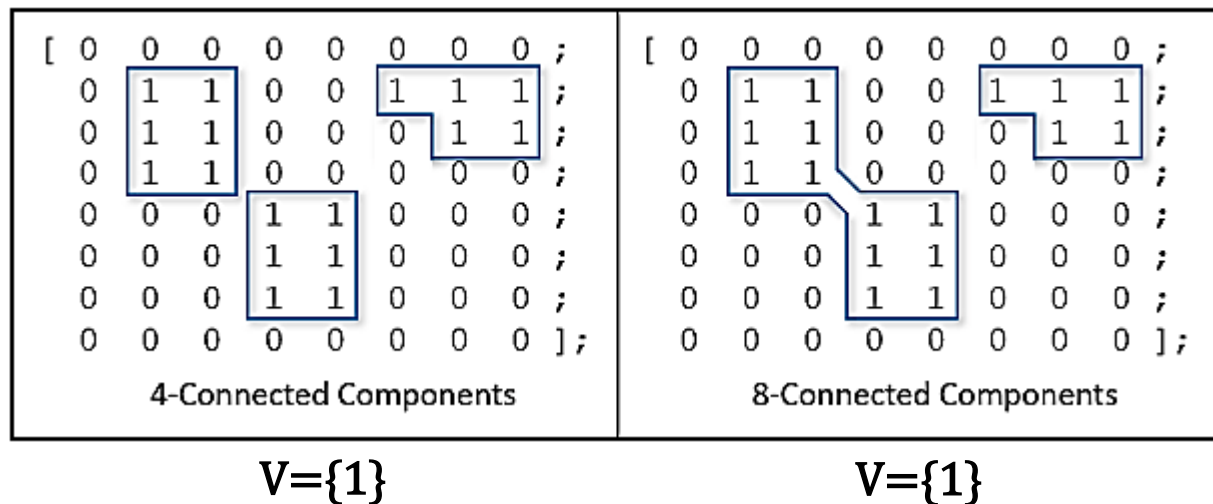 [ 0 0 0 0 0 0 0 0 ;
0 1 1 0 0 1 1 1 ;
0 1 1 0 0 0 1 1 ;
0 1 1 0 0 0 0 0 ;
0 0 0 1 1 0 0 0 ;
0 0 0 1 1 0 0 0 ;
0 0 0 1 1 0 0 0 ;
0 0 0 0 0 0 0 0 ] ;
4-Connected Components
V={1}
[ 0 0 0 0 0 0 0 0 ;
0 1 1 0 0 1 1 1 ;
0 1 1 0 0 0 1 1 ;
0 1 1 0 0 0 0 0 ;
0 0 0 1 1 0 0 0 ;
0 0 0 1 1 0 0 0 ;
0 0 0 1 1 0 0 0 ;
0 0 0 0 0 0 0 0 ] ;
8-Connected Components
V={1}